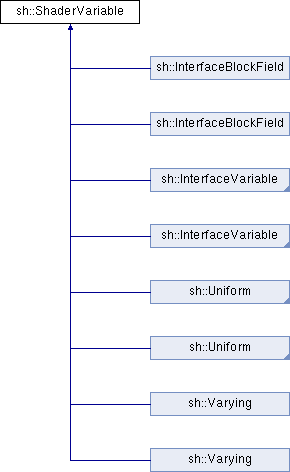 sh::ShaderVariable
sh::InterfaceBlockField
sh::InterfaceBlockField
sh::InterfaceVariable
sh::InterfaceVariable
sh::Uniform
sh::Uniform
sh::Varying
sh::Varying